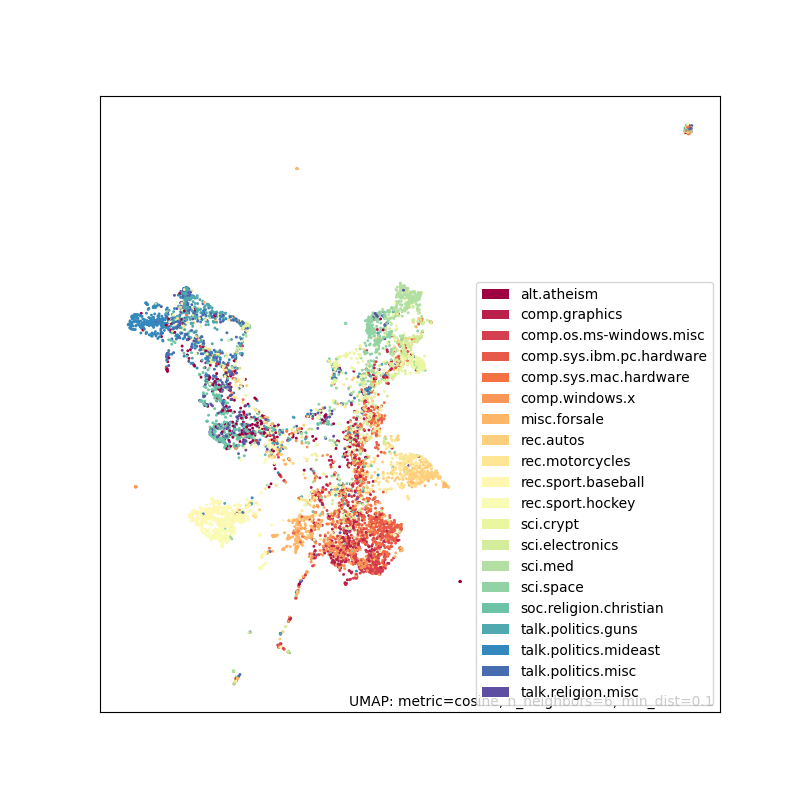 alt.atheism
comp.graphics
comp.os.ms-windows.misc
comp.sys.ibm.pc.hardware
comp.sys.mac.hardware
comp.windows.x
misc.forsale
rec.autos
rec.motorcycles
rec.sport.baseball
rec.sport.hockey
sci.crypt
sci.electronics
sci.med
sci.space
soc.religion.christian
talk.politics.guns
talk.politics.mideast
talk.politics.misc
talk.religion.misc
UMAP: metric=cosine, n_neighbors=6, min_dist=0.1